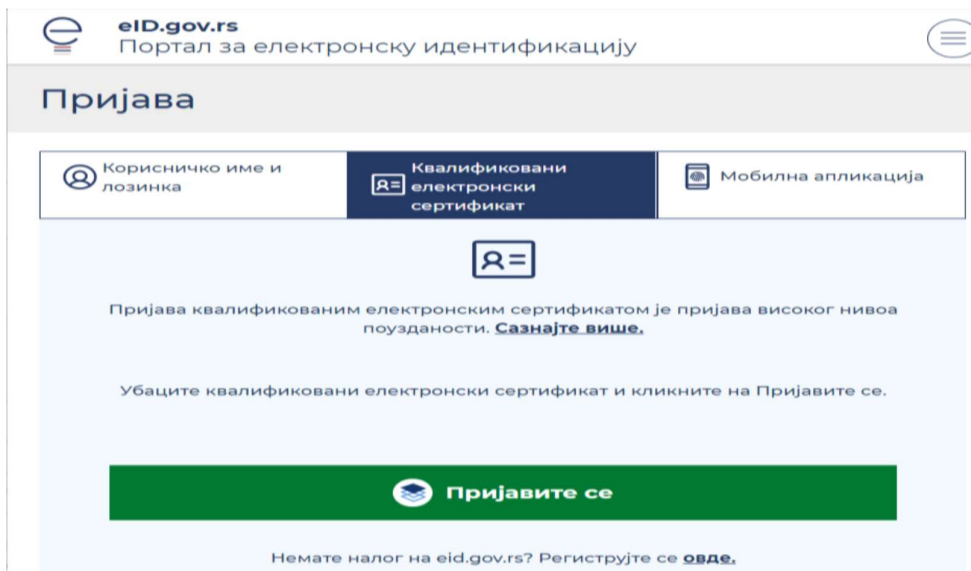 eID.gov.rs
Портал за електронску идентификацију
Пријава
Корисничко име и
лозинка
Квалификовани
електронски
сертификат
Мобилна апликација
Пријава квалификованим електронским сертификатом је пријава високог нивоа
поузданости. Сазнајте више.
Убаците квалификовани електронски сертификат и кликните на Пријавите се.
Пријавите се
Немате налог на eid.gov.rs? Региструјте се овде.